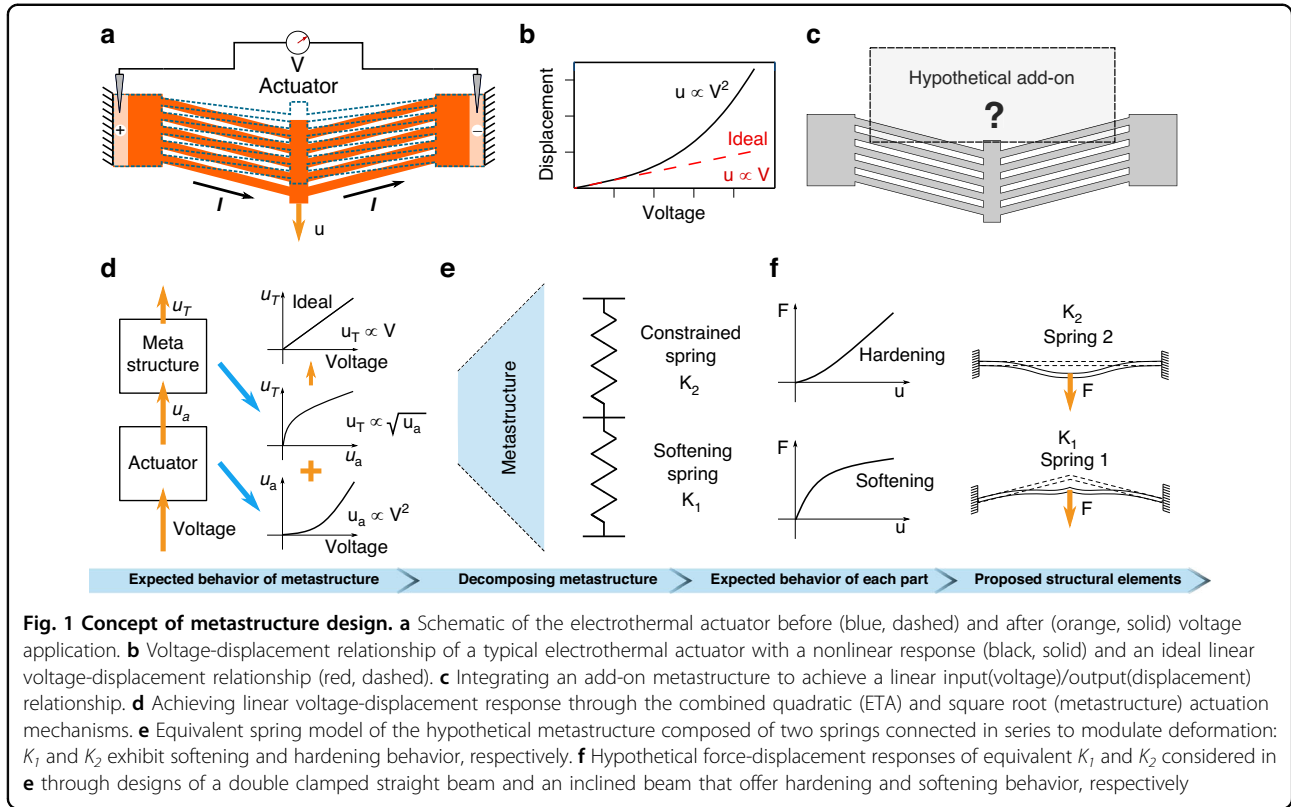 a
V
Actuator
+
−
I
I
u
b
Displacement
u ∝ V²
Ideal
u ∝ V
Voltage
c
Hypothetical add-on
?
d
u_T
Meta
structure
u_a
Actuator
Voltage
u_T
Ideal
u_T ∝ V
Voltage
u_T
u_T ∝ √u_a
u_a
+
u_a
u_a ∝ V²
Voltage
e
Metastructure
Constrained
spring
K₂
Softening
spring
K₁
f
F
Hardening
u
K₂
Spring 2
F
F
Softening
u
K₁
Spring 1
F
Expected behavior of metastructure
Decomposing metastructure
Expected behavior of each part
Proposed structural elements
Fig. 1 Concept of metastructure design. a Schematic of the electrothermal actuator before (blue, dashed) and after (orange, solid) voltage
application. b Voltage-displacement relationship of a typical electrothermal actuator with a nonlinear response (black, solid) and an ideal linear
voltage-displacement relationship (red, dashed). c Integrating an add-on metastructure to achieve a linear input(voltage)/output(displacement)
relationship. d Achieving linear voltage-displacement response through the combined quadratic (ETA) and square root (metastructure) actuation
mechanisms. e Equivalent spring model of the hypothetical metastructure composed of two springs connected in series to modulate deformation:
K₁ and K₂ exhibit softening and hardening behavior, respectively. f Hypothetical force-displacement responses of equivalent K₁ and K₂ considered in
e through designs of a double clamped straight beam and an inclined beam that offer hardening and softening behavior, respectively